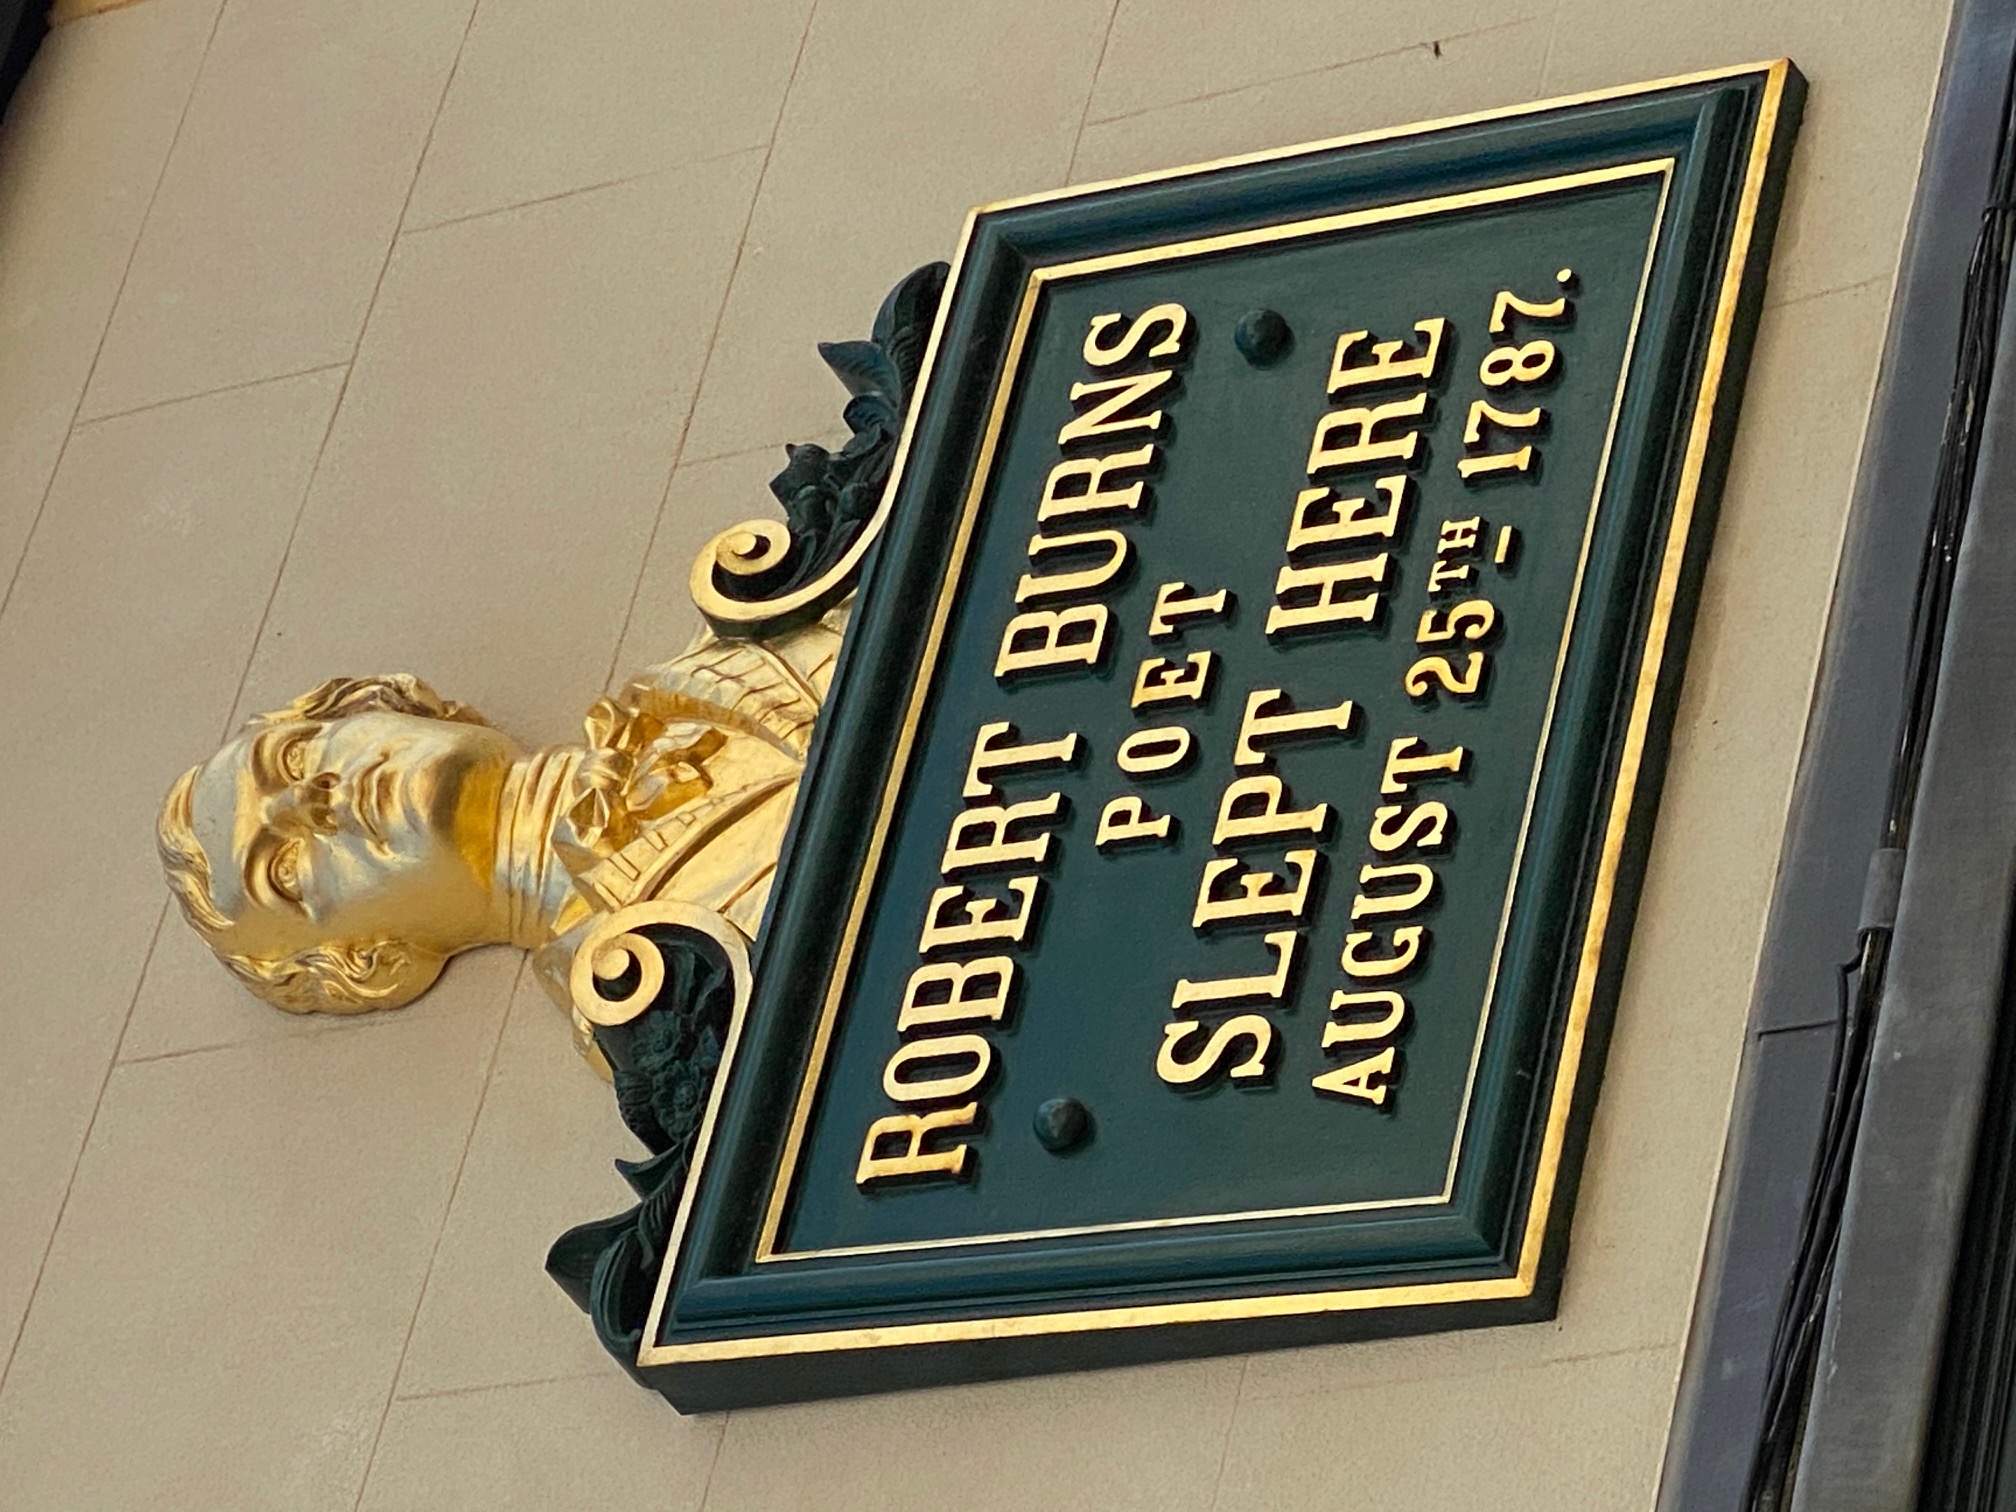 ROBERT BURNS
POET
SLEPT HERE
AUGUST 25TH 1787.